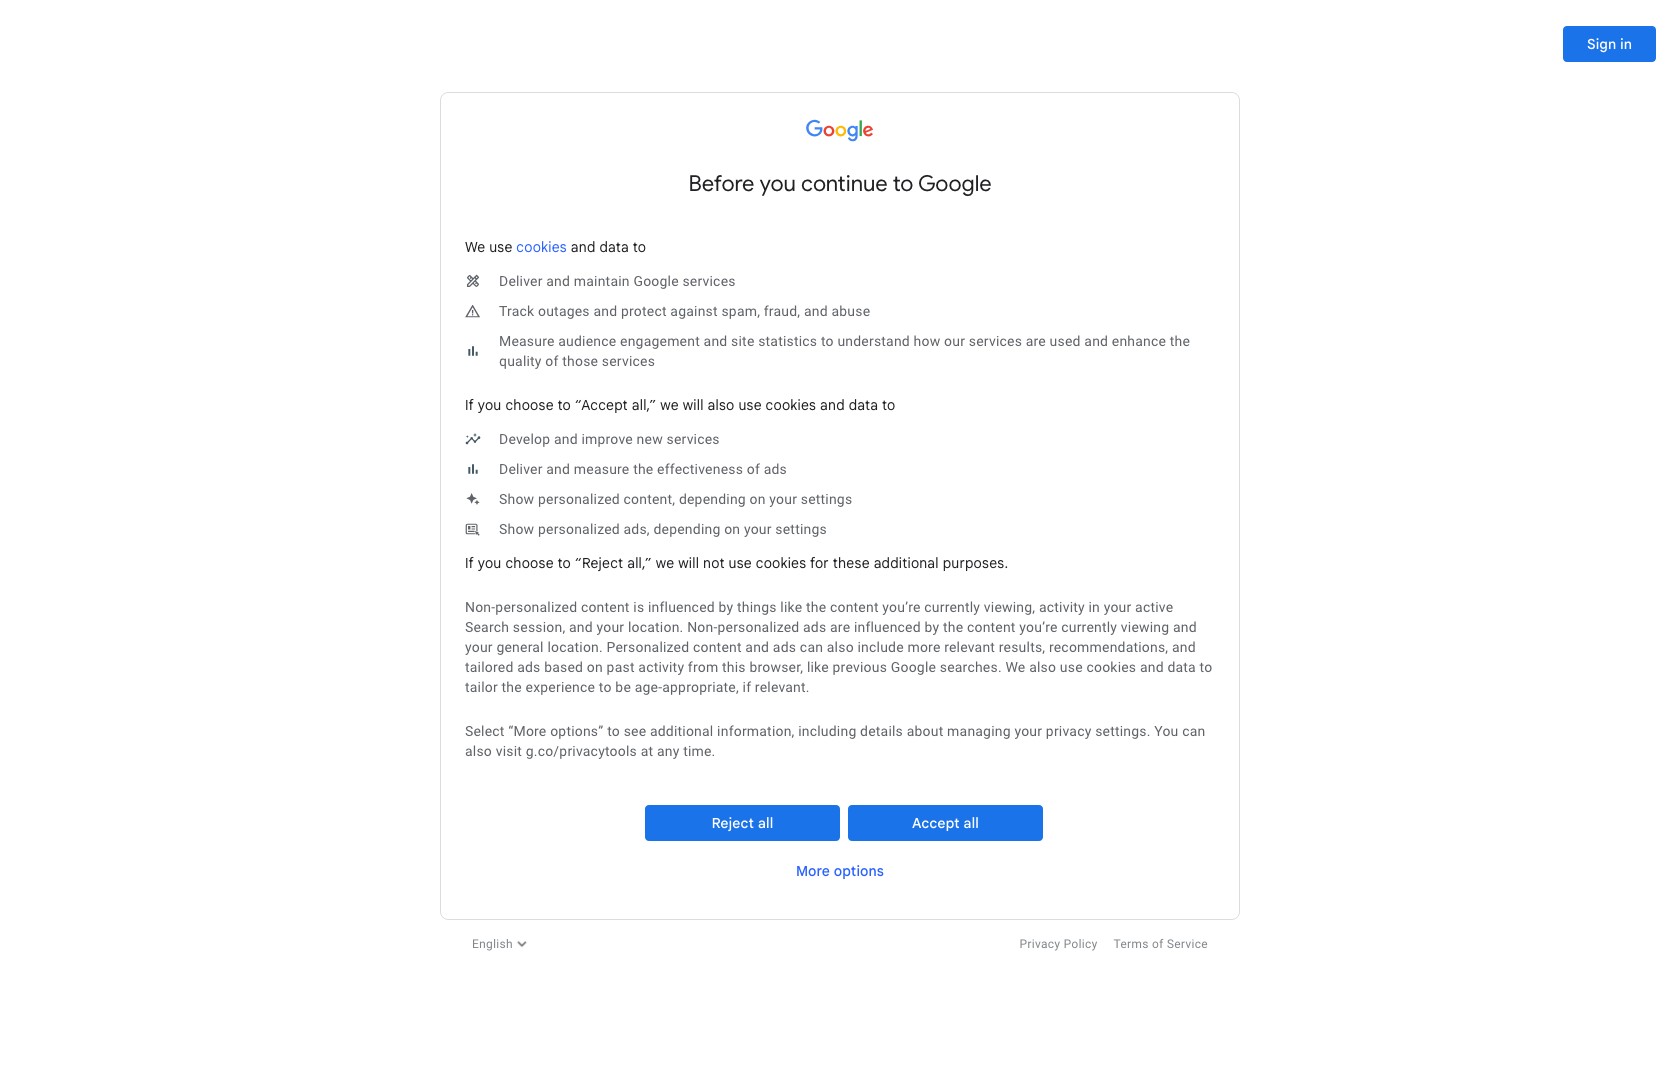 Sign in
Google
Before you continue to Google
We use cookies and data to
Deliver and maintain Google services
Track outages and protect against spam, fraud, and abuse
Measure audience engagement and site statistics to understand how our services are used and enhance the
quality of those services
If you choose to “Accept all,” we will also use cookies and data to
Develop and improve new services
Deliver and measure the effectiveness of ads
Show personalized content, depending on your settings
Show personalized ads, depending on your settings
If you choose to “Reject all,” we will not use cookies for these additional purposes.
Non-personalized content is influenced by things like the content you’re currently viewing, activity in your active
Search session, and your location. Non-personalized ads are influenced by the content you’re currently viewing and
your general location. Personalized content and ads can also include more relevant results, recommendations, and
tailored ads based on past activity from this browser, like previous Google searches. We also use cookies and data to
tailor the experience to be age-appropriate, if relevant.
Select “More options” to see additional information, including details about managing your privacy settings. You can
also visit g.co/privacytools at any time.
Reject all Accept all
More options
English Privacy Policy Terms of Service